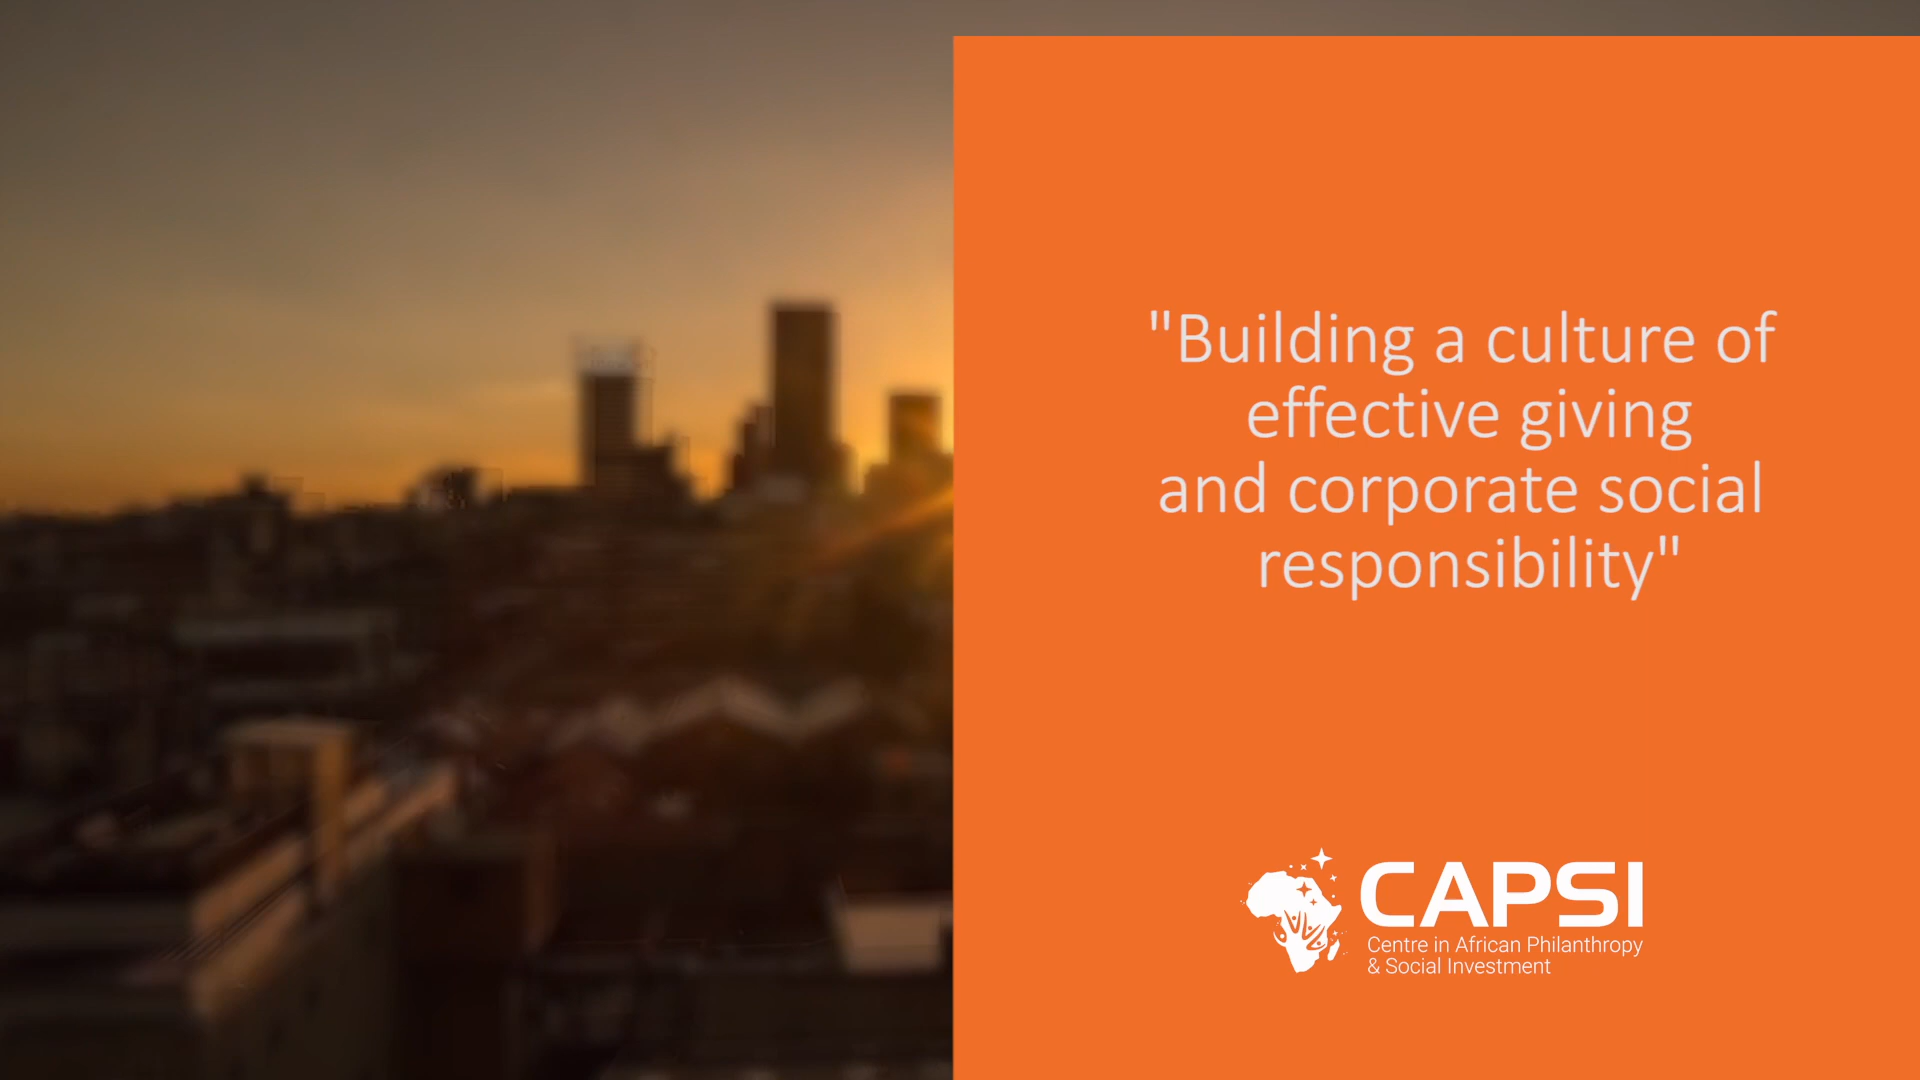 "Building a culture of
effective giving
and corporate social
responsibility"
CAPSI
Centre in African Philanthropy
& Social Investment